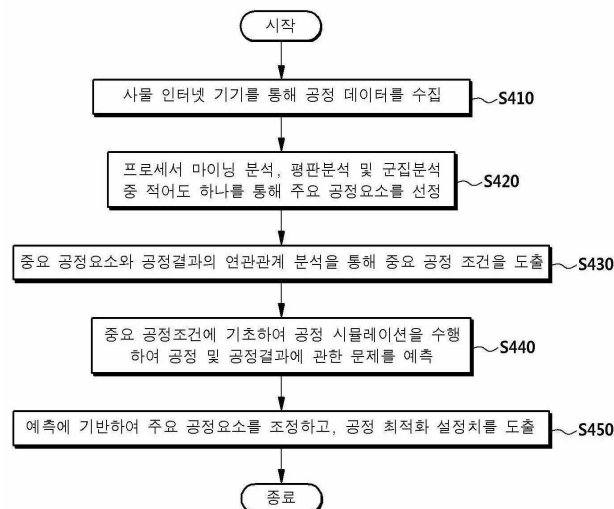 시작
사물 인터넷 기기를 통해 공정 데이터를 수집
S410
프로세서 마이닝 분석, 평판분석 및 군집분석
중 적어도 하나를 통해 주요 공정요소를 선정
S420
중요 공정요소와 공정결과의 연관관계 분석을 통해 중요 공정 조건을 도출
S430
중요 공정조건에 기초하여 공정 시뮬레이션을 수행
하여 공정 및 공정결과에 관한 문제를 예측
S440
예측에 기반하여 주요 공정요소를 조정하고, 공정 최적화 설정치를 도출
S450
종료